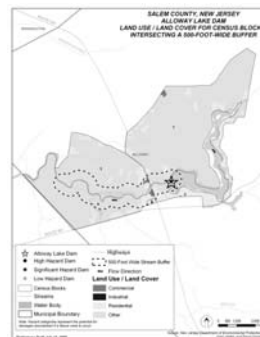 SALEM COUNTY, NEW JERSEY
ALLOWAY LAKE DAM
LAND USE / LAND COVER FOR CENSUS BLOCKS
INTERSECTING A 500-FOOT-WIDE BUFFER
ALLOWAY
Alloway Lake Dam
High Hazard Dam
Significant Hazard Dam
Low Hazard Dam
Census Blocks
Streams
Water Body
Municipal Boundary
Highways
500 Foot Wide Stream Buffer
Flow Direction
Land Use / Land Cover
Commercial
Industrial
Residential
Other